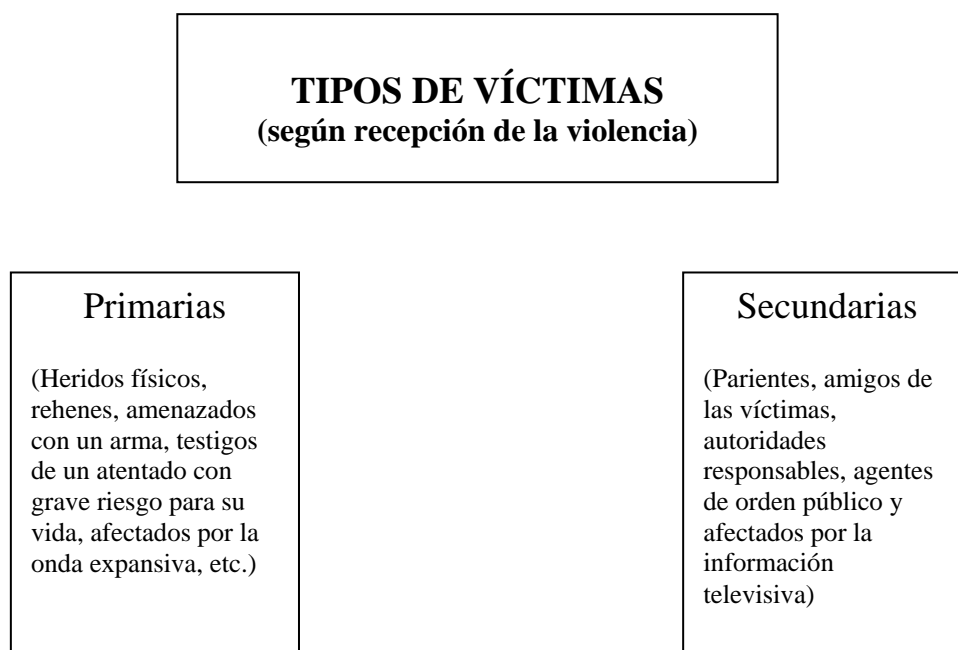 TIPOS DE VÍCTIMAS
(según recepción de la violencia)
Primarias
(Heridos físicos,
rehenes, amenazados
con un arma, testigos
de un atentado con
grave riesgo para su
vida, afectados por la
onda expansiva, etc.)
Secundarias
(Parientes, amigos de
las víctimas,
autoridades
responsables, agentes
de orden público y
afectados por la
información
televisiva)